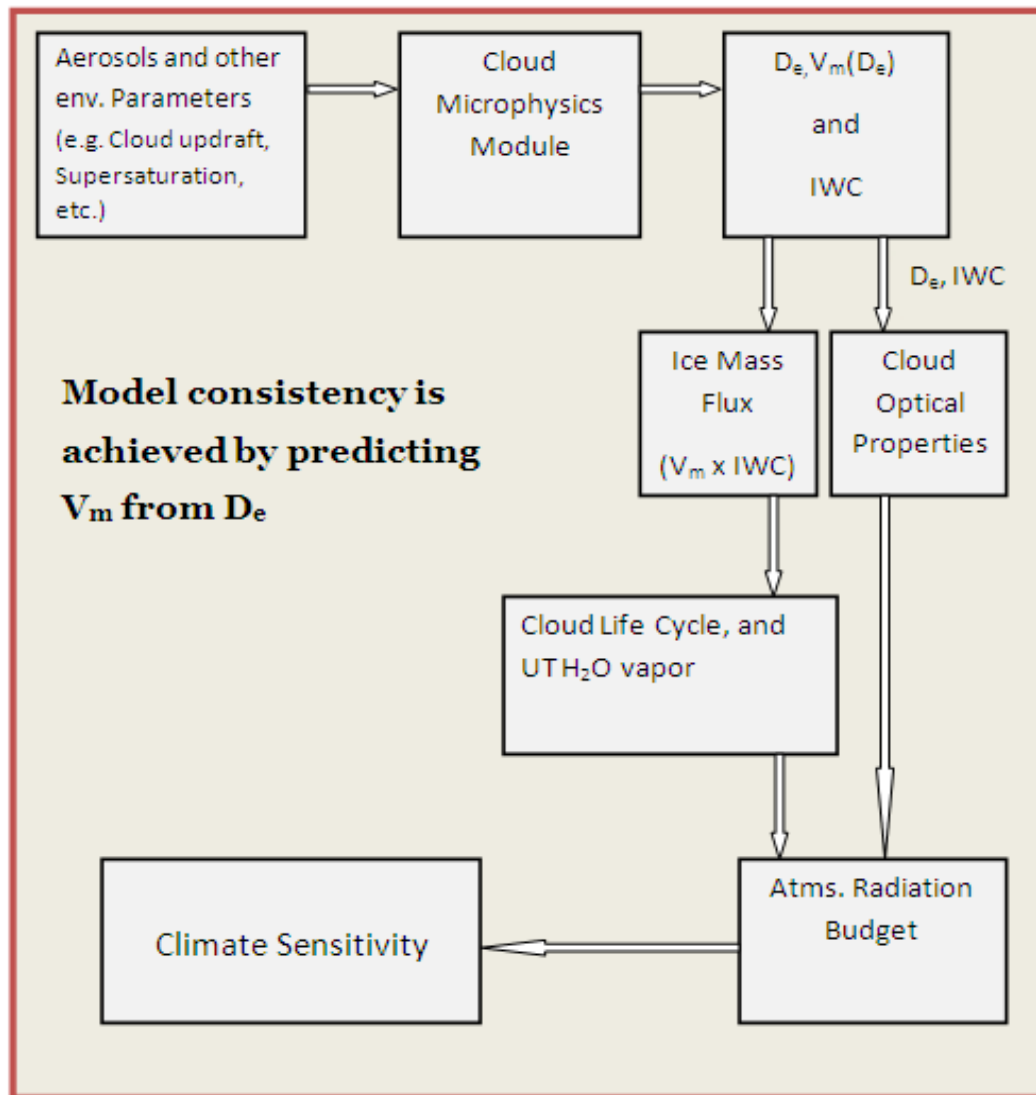 Aerosols and other
env. Parameters
(e.g. Cloud updraft,
Supersaturation,
etc.)
Cloud
Microphysics
Module
Dₑ, Vₘ(Dₑ)
and
IWC
Dₑ, IWC
Ice Mass
Flux
(Vₘ x IWC)
Cloud
Optical
Properties
Model consistency is
achieved by predicting
Vₘ from Dₑ
Cloud Life Cycle, and
UT H₂O vapor
Atms. Radiation
Budget
Climate Sensitivity